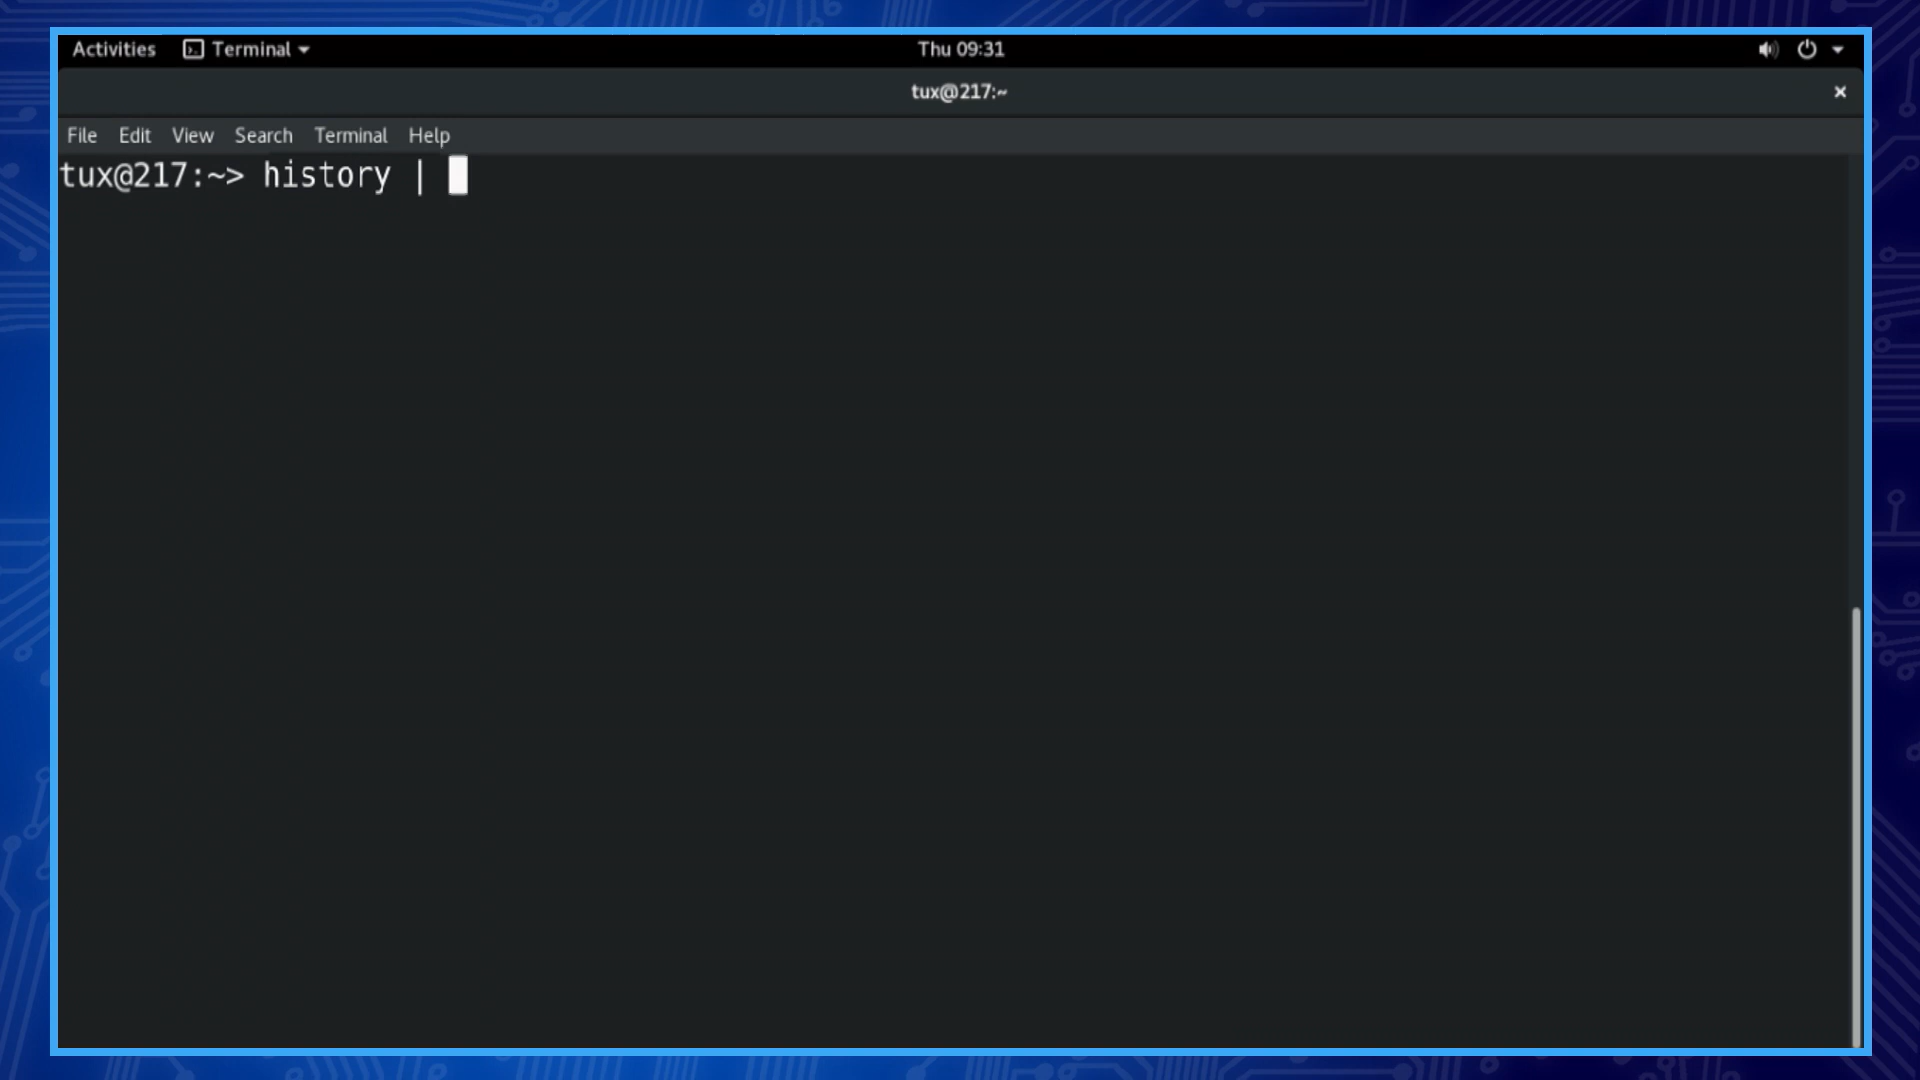 Activities Terminal Thu 09:31
tux@217:~
File Edit View Search Terminal Help
tux@217:~> history |